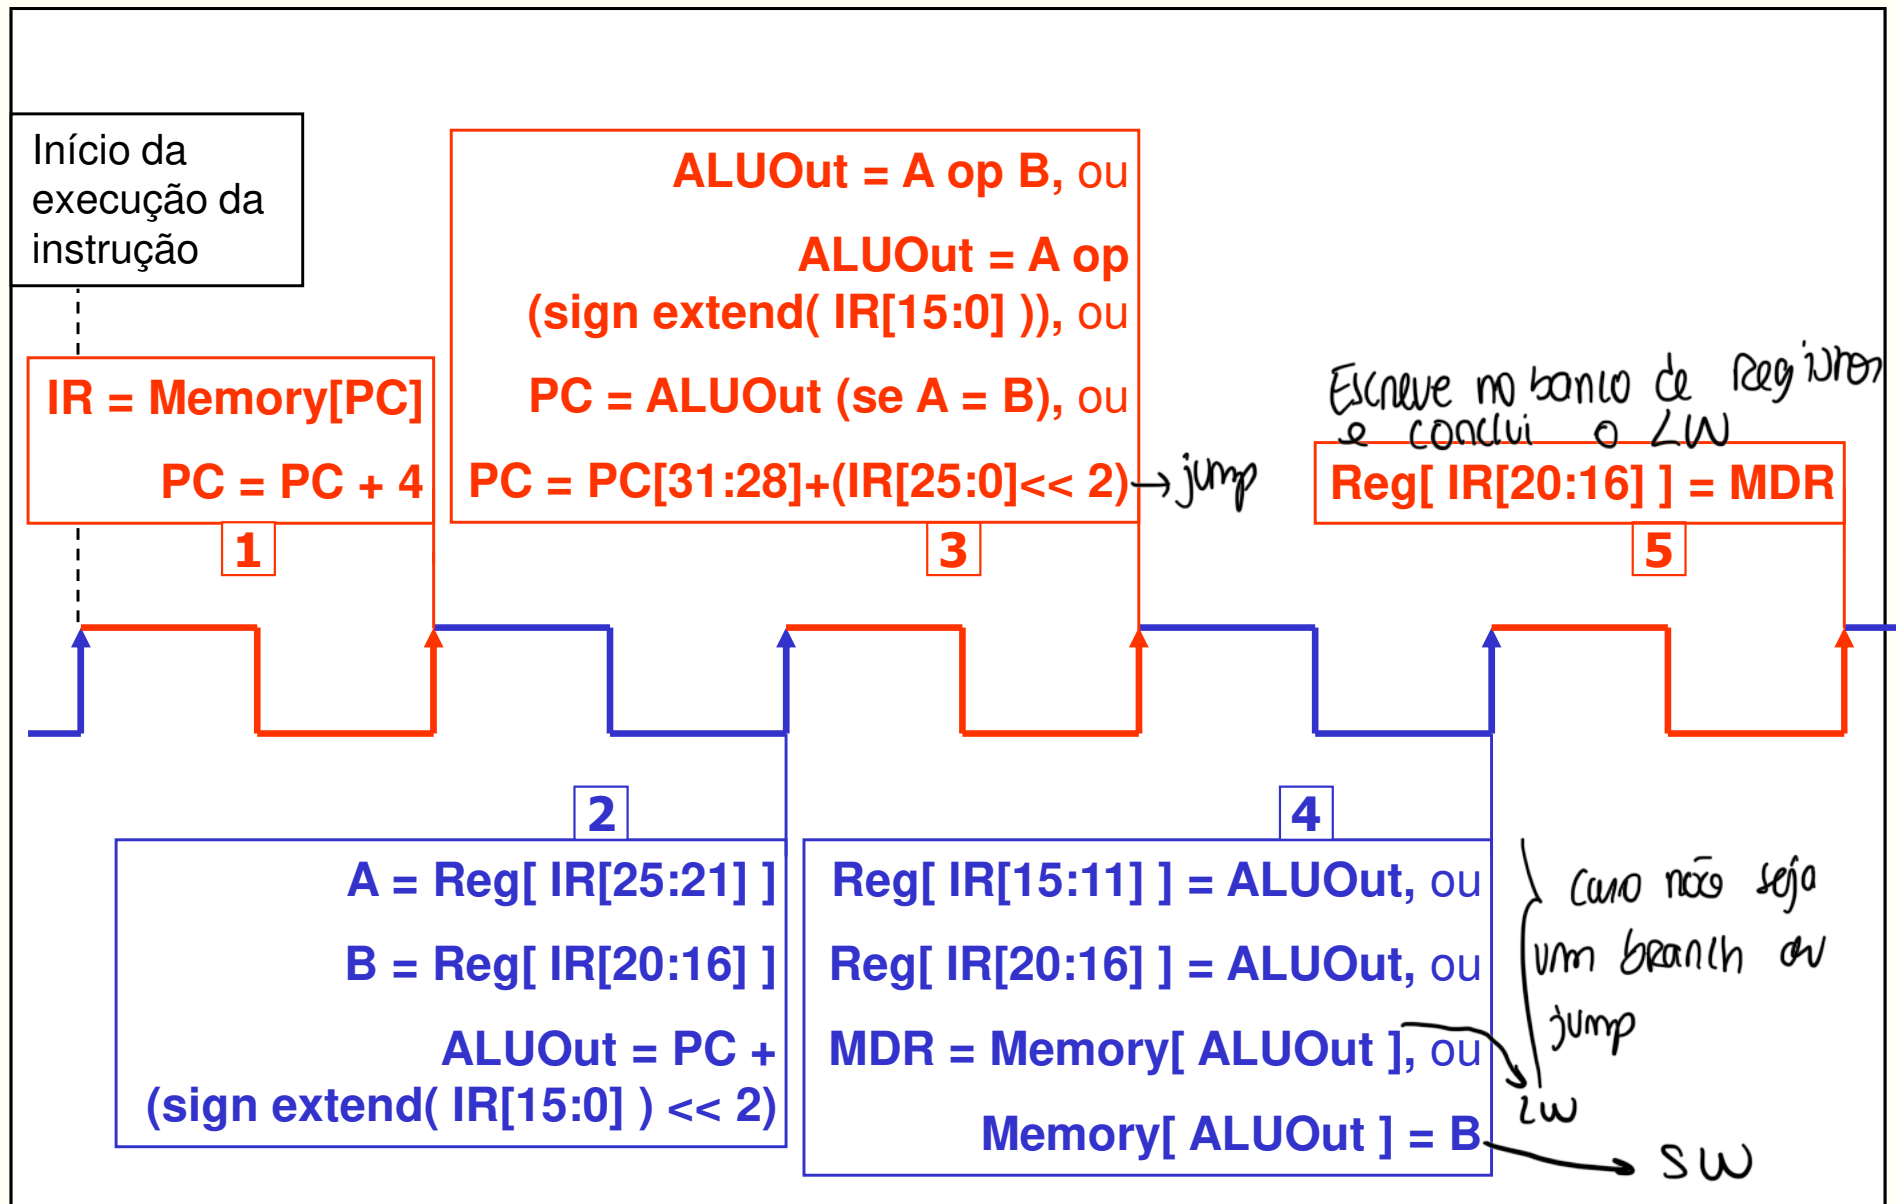 Início da
execução da
instrução
IR = Memory[PC]
PC = PC + 4
1
ALUOut = A op B, ou
ALUOut = A op
(sign extend( IR[15:0] )), ou
PC = ALUOut (se A = B), ou
PC = PC[31:28]+(IR[25:0]<< 2) → jump
3
Escreve no banco de Registros
e conclui o LW
Reg[ IR[20:16] ] = MDR
5
2
A = Reg[ IR[25:21] ]
B = Reg[ IR[20:16] ]
ALUOut = PC +
(sign extend( IR[15:0] ) << 2)
4
Reg[ IR[15:11] ] = ALUOut, ou
Reg[ IR[20:16] ] = ALUOut, ou
MDR = Memory[ ALUOut ], ou
LW
Memory[ ALUOut ] = B
SW
caso não seja
um branch ou
jump